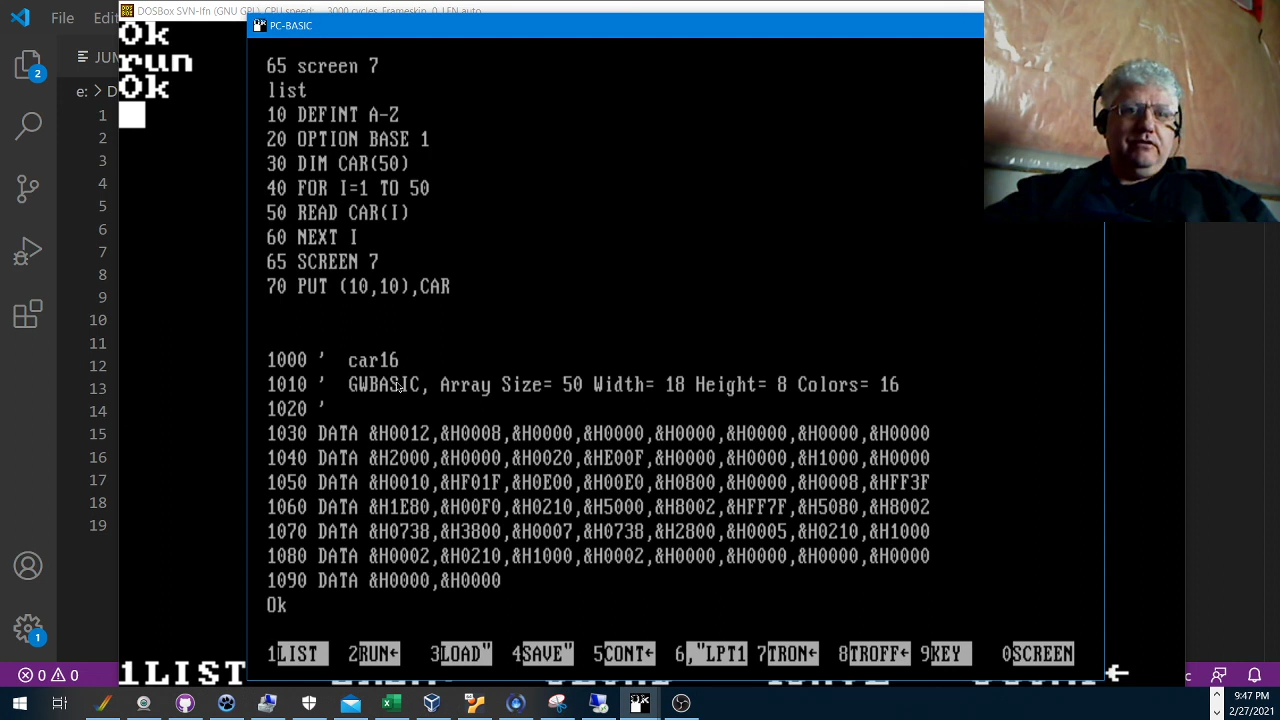 DOSBox SVN-lfn (GNU GPL) DOSBox, CPU speed: 3000 cycles, Frameskip 0, LFN auto
Ok
run
Ok
PC-BASIC
65 screen 7
list
10 DEFINT A-Z
20 OPTION BASE 1
30 DIM CAR(50)
40 FOR I=1 TO 50
50 READ CAR(I)
60 NEXT I
65 SCREEN 7
70 PUT (10,10),CAR
1000 '  car16
1010 '  GWBASIC, Array Size= 50 Width= 18 Height= 8 Colors= 16
1020 '
1030 DATA &H0012,&H0008,&H0000,&H0000,&H0000,&H0000,&H0000,&H0000
1040 DATA &H2000,&H0000,&H0020,&HE00F,&H0000,&H0000,&H1000,&H0000
1050 DATA &H0010,&HF01F,&H0E00,&H00E0,&H0800,&H0000,&H0008,&HFF3F
1060 DATA &H1E80,&H00F0,&H0210,&H5000,&H8002,&HFF7F,&H5080,&H8002
1070 DATA &H0738,&H3800,&H0007,&H0738,&H2800,&H0005,&H0210,&H1000
1080 DATA &H0002,&H0210,&H1000,&H0002,&H0000,&H0000,&H0000,&H0000
1090 DATA &H0000,&H0000
Ok
1LIST 2RUN← 3LOAD" 4SAVE" 5CONT← 6,"LPT1 7TRON← 8TROFF← 9KEY 0SCREEN
File
2
JUN
e: > D
1
2
3
4
5
6
7
8
9
10
11
12
13
14
15
16
17
18
19
1
1LIST
9:47 PM
2/27/2021